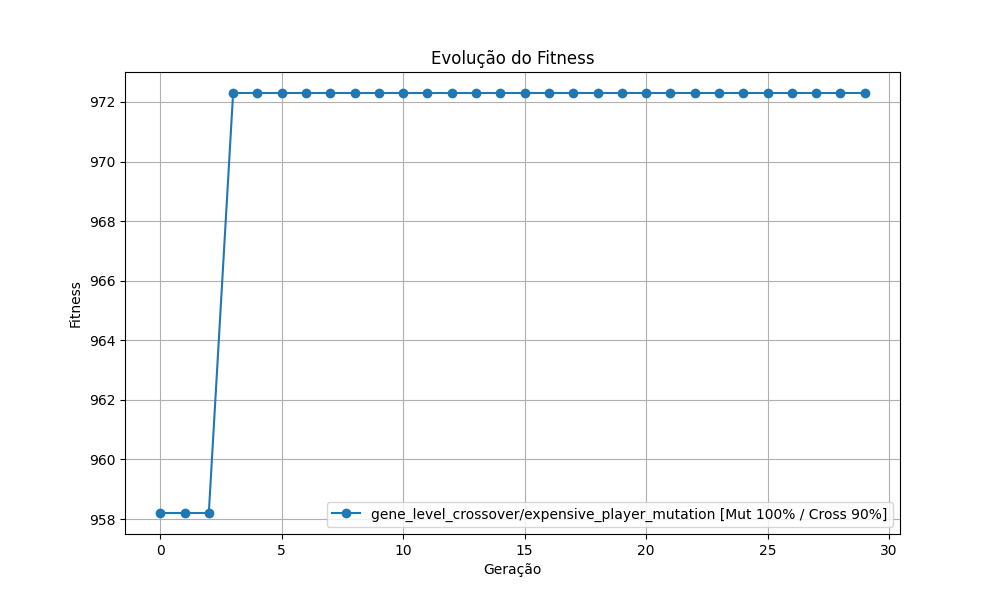 Evolução do Fitness
Fitness
972
970
968
966
964
962
960
958
gene_level_crossover/expensive_player_mutation [Mut 100% / Cross 90%]
0 5 10 15 20 25 30
Geração